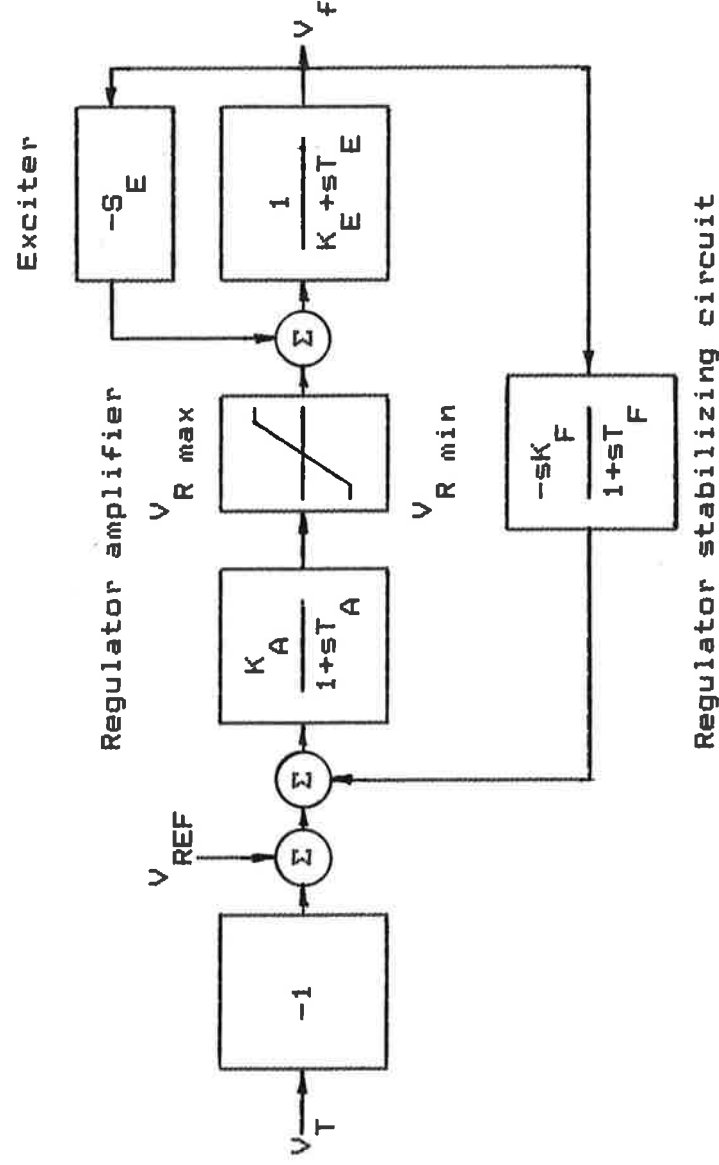 Exciter
-S_E
Regulator amplifier
V_R max
V_REF
V_T
-1
Σ
Σ
K_A
1+sT_A
Σ
1
K_E+sT_E
V_f
V_R min
-sK_F
1+sT_F
Regulator stabilizing circuit